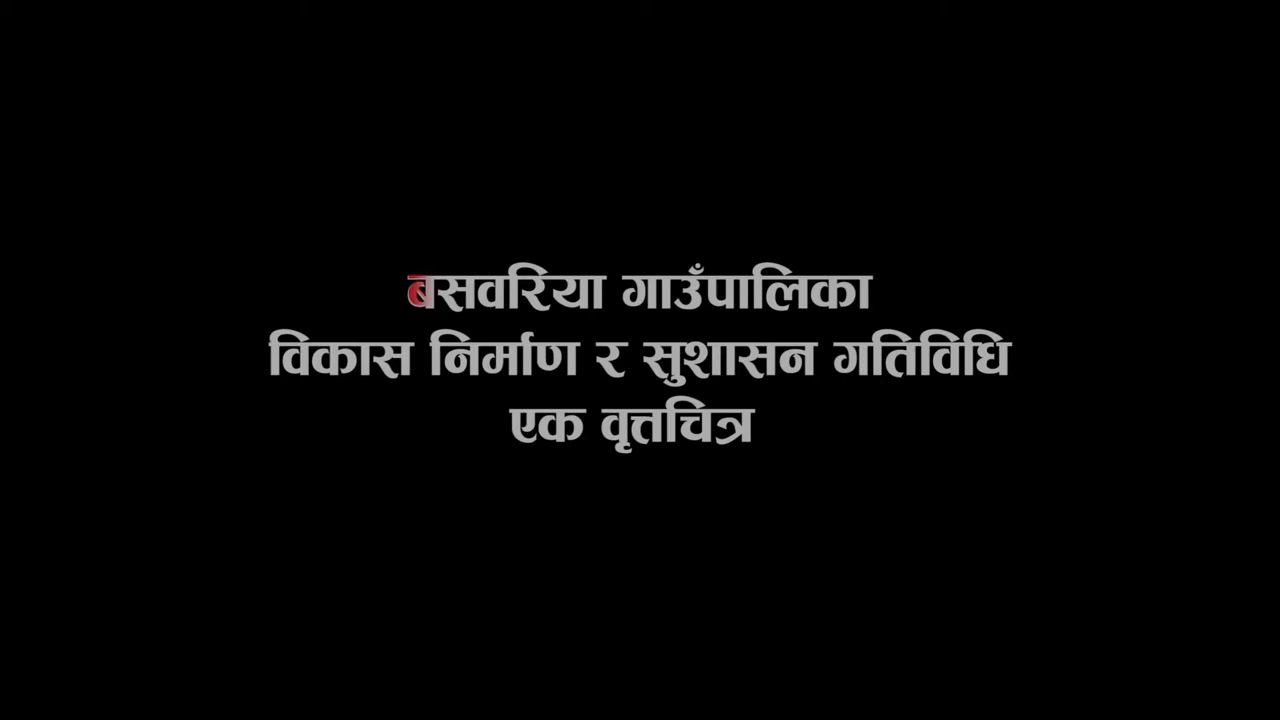 बसवरिया गाउँपालिका
विकास निर्माण र सुशासन गतिविधि
एक वृत्तचित्र